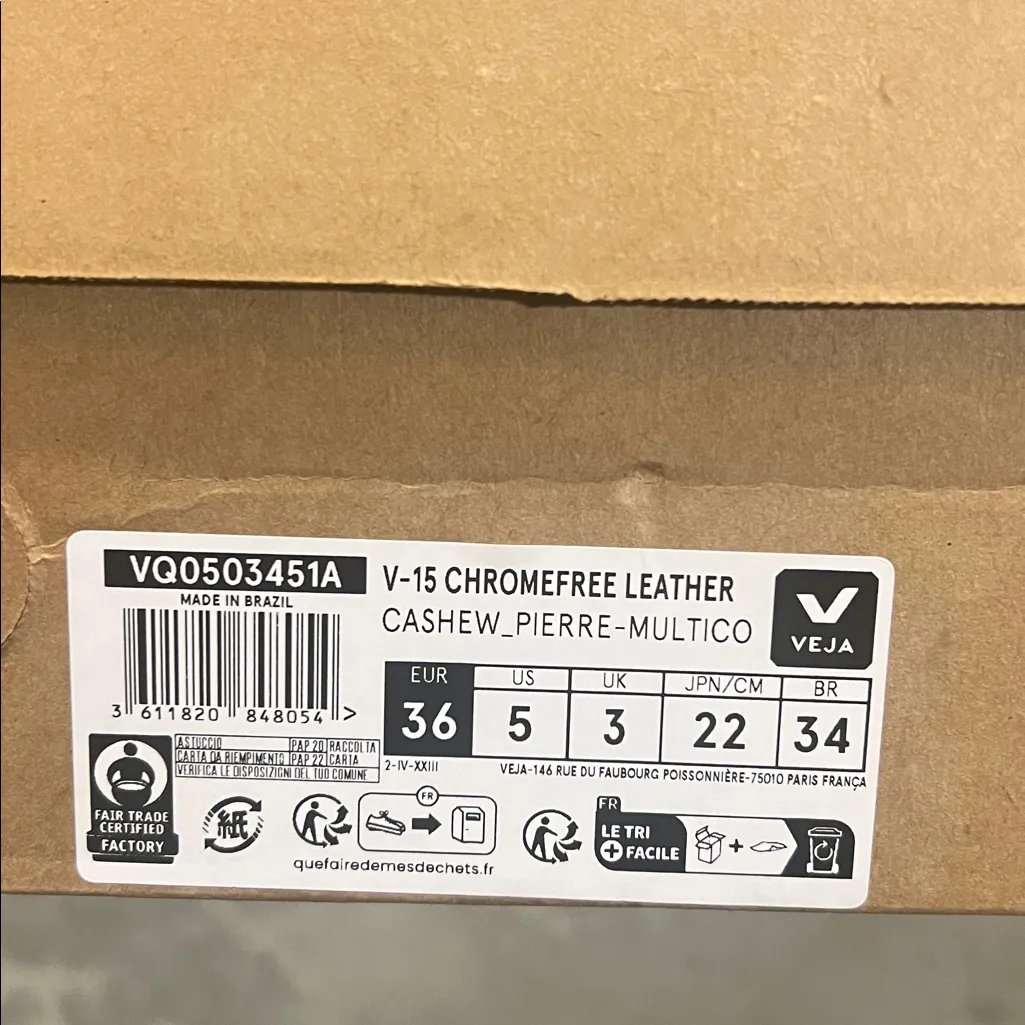 VQ0503451A
MADE IN BRAZIL
3 611820 848054 >
V-15 CHROMEFREE LEATHER
CASHEW_PIERRE-MULTICO
VEJA
EUR US UK JPN/CM BR
36 5 3 22 34
2-IV-XXIII
VEJA-146 RUE DU FAUBOURG POISSONNIÈRE-75010 PARIS FRANÇA
ASTUCCIO PAP 20 RACCOLTA
CARTA DA RIEMPIMENTO PAP 22 CARTA
VERIFICA LE DISPOSIZIONI DEL TUO COMUNE
FAIR TRADE
CERTIFIED
FACTORY
紙
FR
quefairedemesdechets.fr
FR
LE TRI
+ FACILE
+